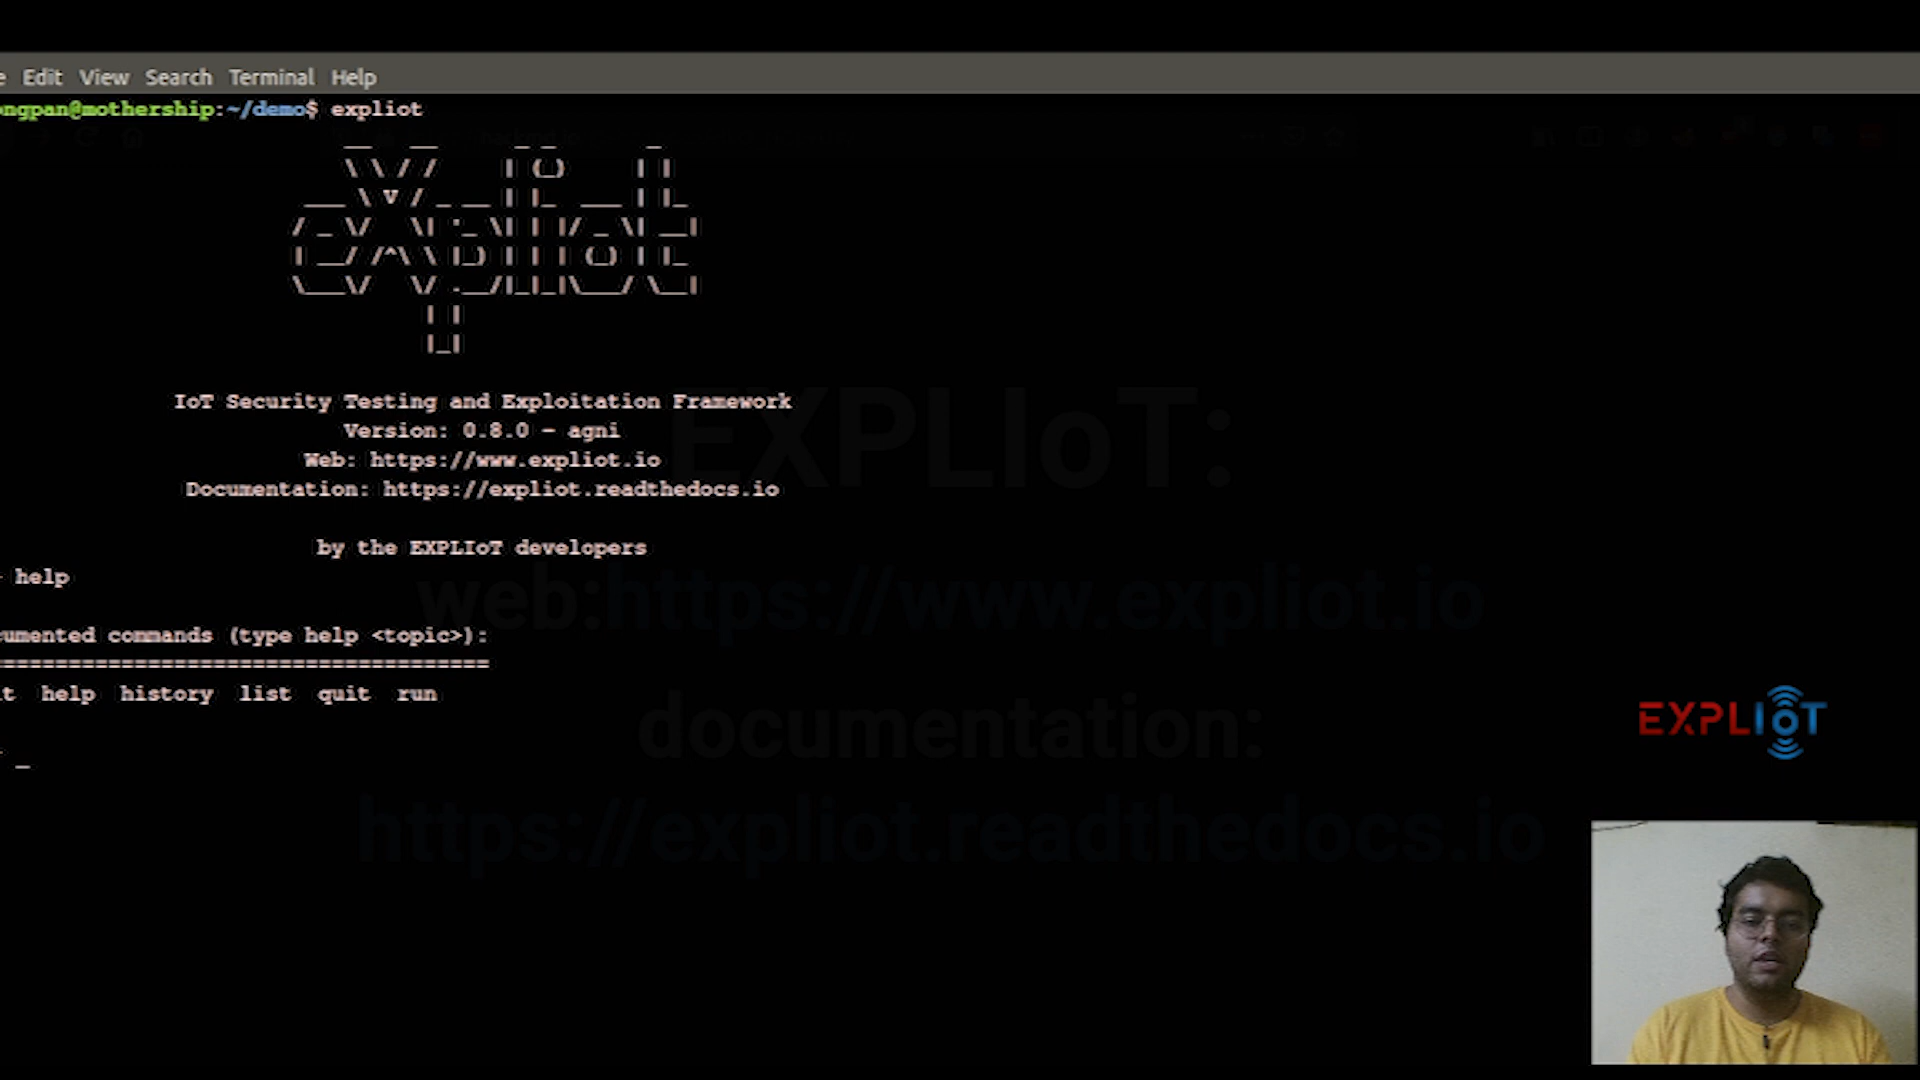 e Edit View Search Terminal Help
ongpan@mothership:~/demo$ expliot
eXpliot
IoT Security Testing and Exploitation Framework
Version: 0.8.0 - agni
Web: https://www.expliot.io
Documentation: https://expliot.readthedocs.io
by the EXPLIoT developers
help
umented commands (type help <topic>):
=====================================
t help history list quit run
EXPLIoT:
web:https://www.expliot.io
documentation:
https://expliot.readthedocs.io
EXPLIoT